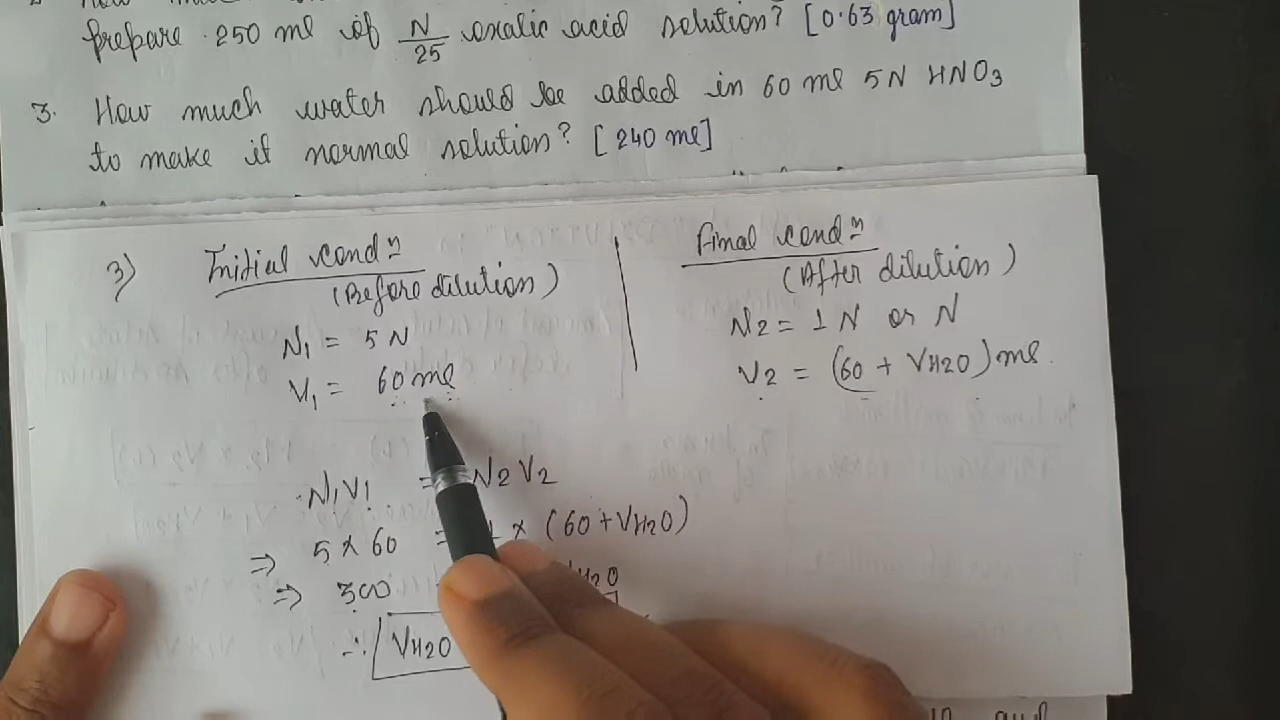 prepare 250 ml of N/25 oxalic acid solution? [0.63 gram]
3. How much water should be added in 60 ml 5N HNO3
to make it normal solution? [240 ml]
3) Initial condⁿ
(Before dilution)
N1 = 5 N
V1 = 60 ml
Final condⁿ
(After dilution)
N2 = 1 N or N
V2 = (60 + VH2O) ml
N1V1 = N2V2
⇒ 5 × 60 = × (60 + VH2O)
⇒ 300 H2O
∴ VH2O